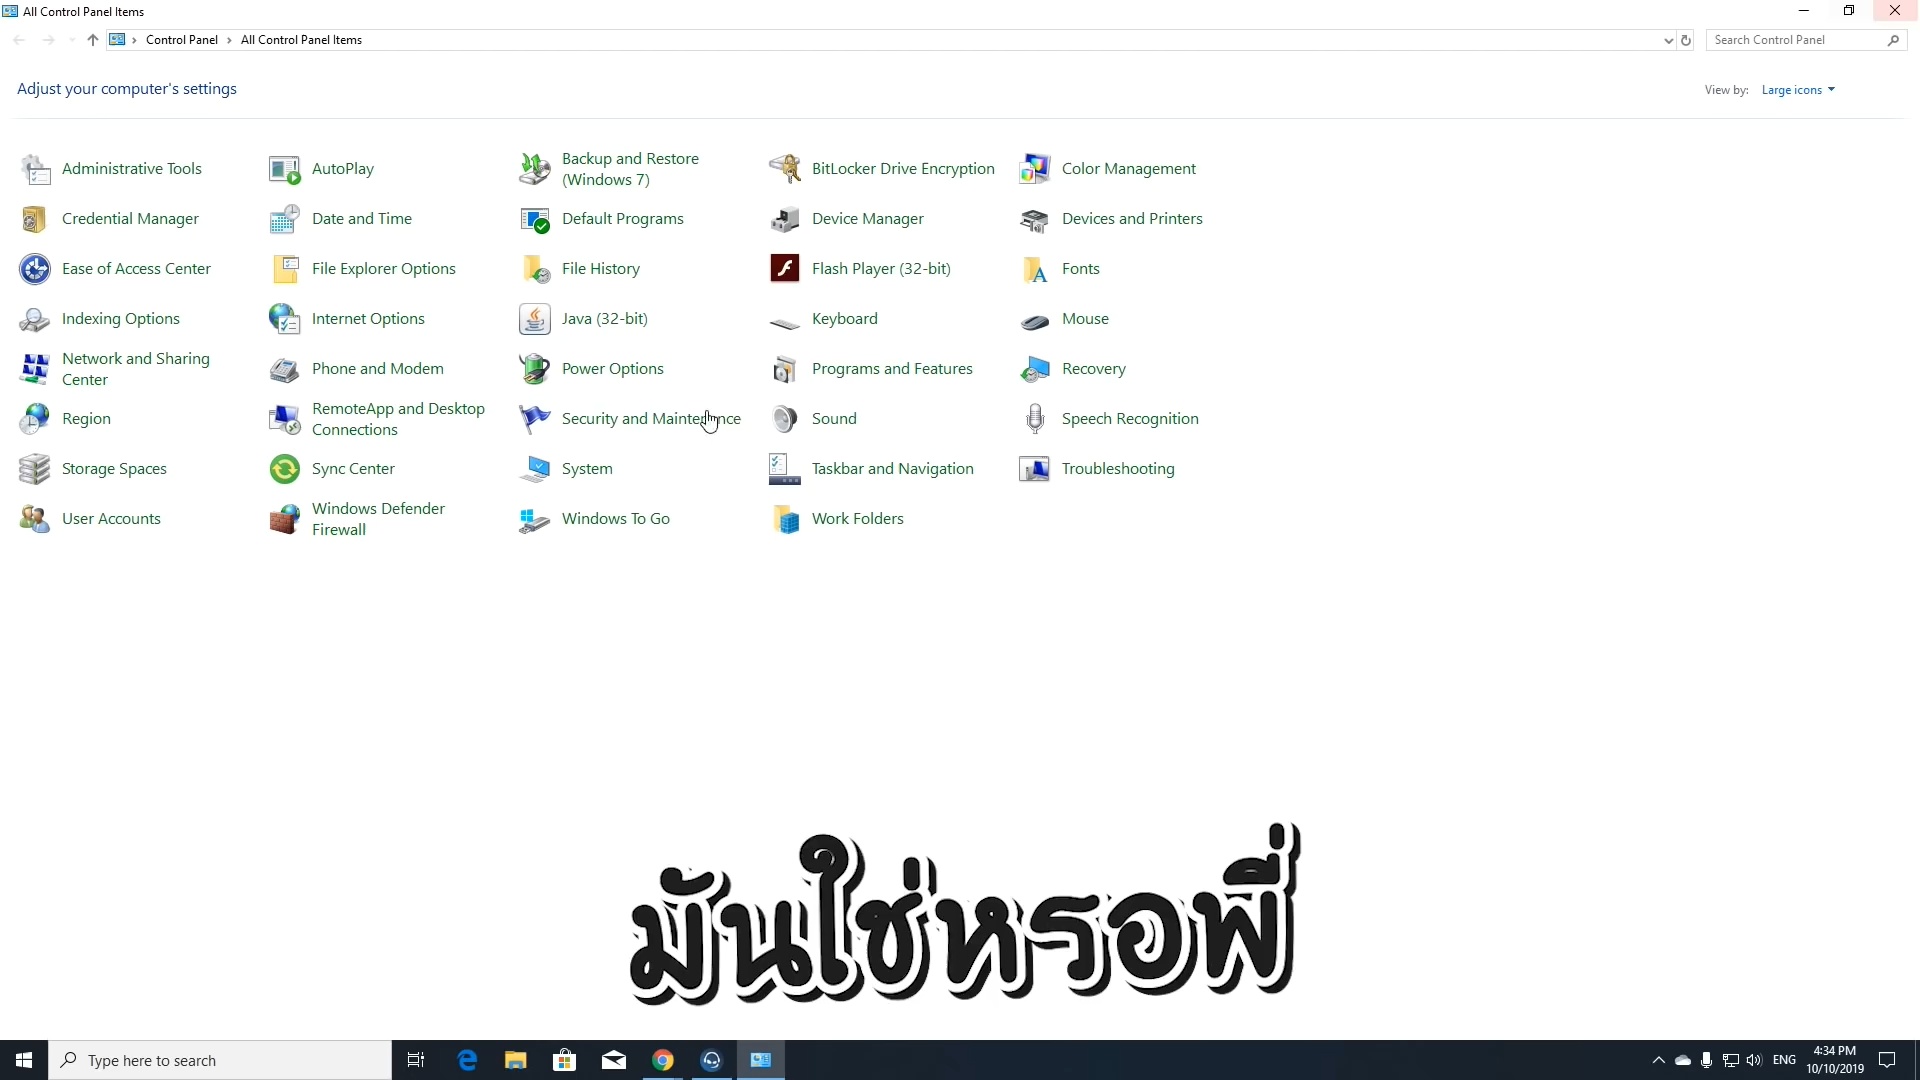 All Control Panel Items
Control Panel > All Control Panel Items
Search Control Panel
Adjust your computer's settings
View by: Large icons
Administrative Tools
AutoPlay
Backup and Restore
(Windows 7)
BitLocker Drive Encryption
Color Management
Credential Manager
Date and Time
Default Programs
Device Manager
Devices and Printers
Ease of Access Center
File Explorer Options
File History
Flash Player (32-bit)
Fonts
Indexing Options
Internet Options
Java (32-bit)
Keyboard
Mouse
Network and Sharing
Center
Phone and Modem
Power Options
Programs and Features
Recovery
Region
RemoteApp and Desktop
Connections
Security and Maintenance
Sound
Speech Recognition
Storage Spaces
Sync Center
System
Taskbar and Navigation
Troubleshooting
User Accounts
Windows Defender
Firewall
Windows To Go
Work Folders
มันใช่หรอพี่
Type here to search
ENG
4:34 PM
10/10/2019